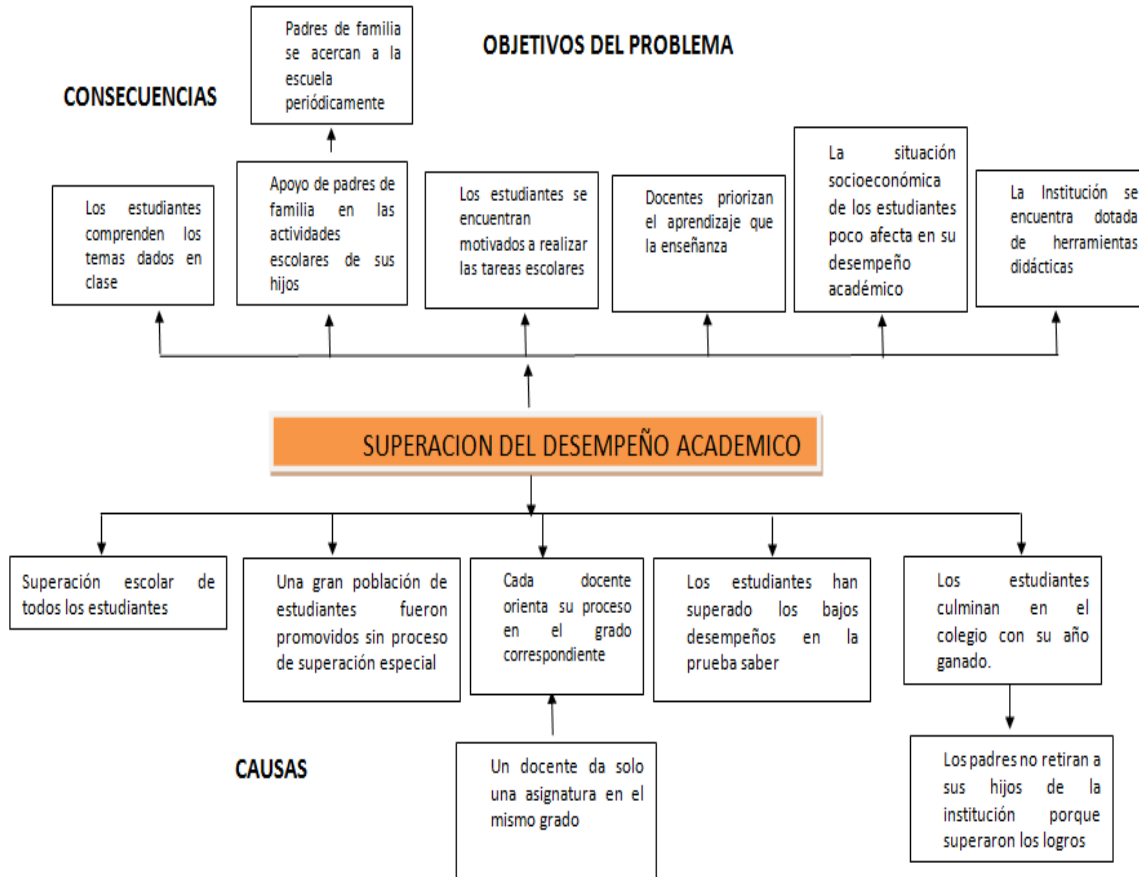 Padres de familia
se acercan a la
escuela
periódicamente
OBJETIVOS DEL PROBLEMA
CONSECUENCIAS
Los estudiantes
comprenden los
temas dados en
clase
Apoyo de padres de
familia en las
actividades
escolares de sus
hijos
Los estudiantes se
encuentran
motivados a realizar
las tareas escolares
Docentes priorizan
el aprendizaje que
la enseñanza
La situación
socioeconómica
de los estudiantes
poco afecta en su
desempeño
académico
La Institución se
encuentra dotada
de herramientas
didácticas
SUPERACION DEL DESEMPEÑO ACADEMICO
Superación escolar de
todos los estudiantes
Una gran población de
estudiantes fueron
promovidos sin proceso
de superación especial
Cada docente
orienta su proceso
en el grado
correspondiente
Los estudiantes han
superado los bajos
desempeños en la
prueba saber
Los estudiantes
culminan en el
colegio con su año
ganado.
CAUSAS
Un docente da solo
una asignatura en el
mismo grado
Los padres no retiran a
sus hijos de la
institución porque
superaron los logros